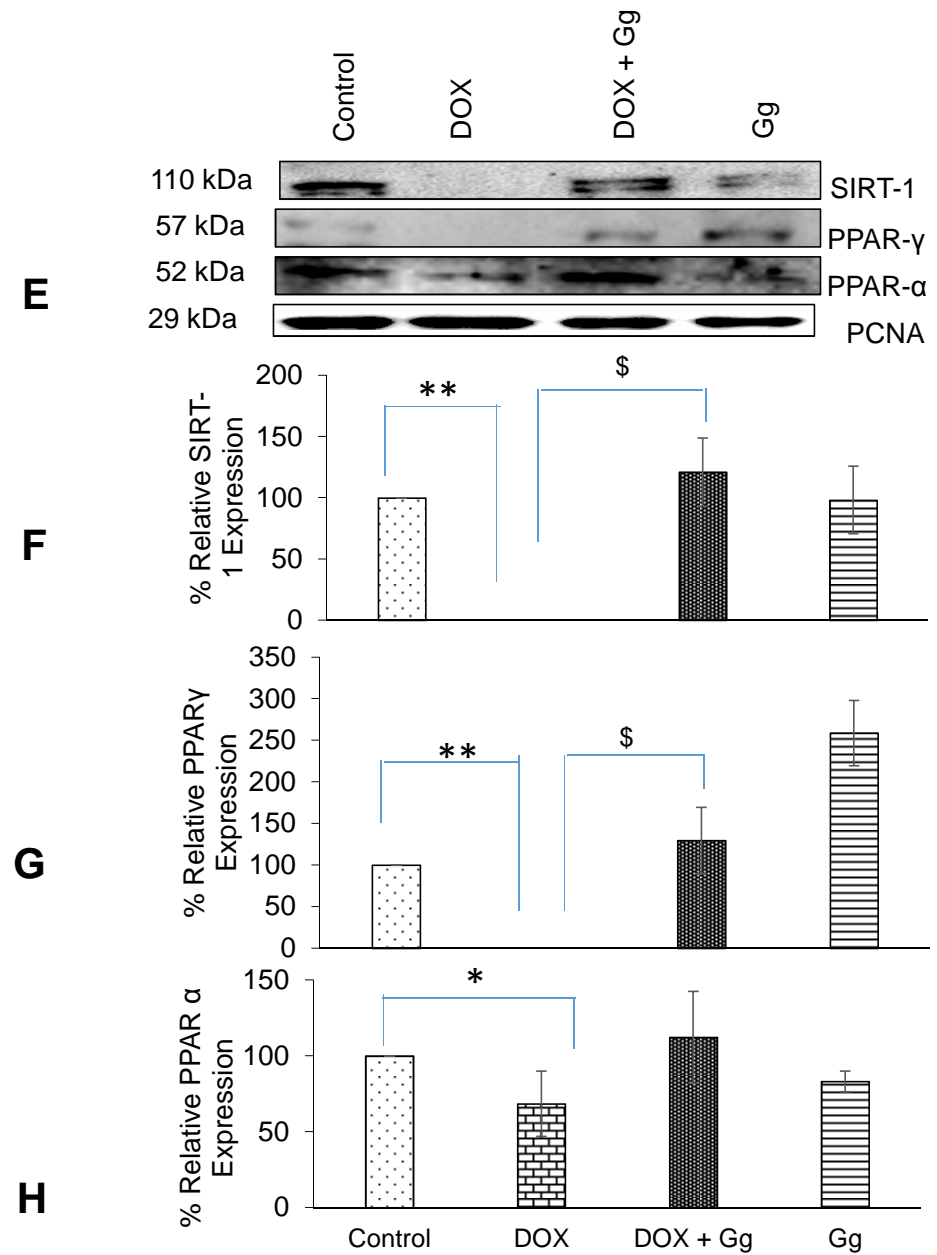 Control
DOX
DOX + Gg
Gg
110 kDa
SIRT-1
57 kDa
PPAR-γ
52 kDa
PPAR-α
E
29 kDa
PCNA
F
% Relative SIRT-
1 Expression
200
150
100
50
0
**
$
G
% Relative PPARγ
Expression
350
300
250
200
150
100
50
0
**
$
H
% Relative PPAR α
Expression
150
100
50
0
*
Control
DOX
DOX + Gg
Gg